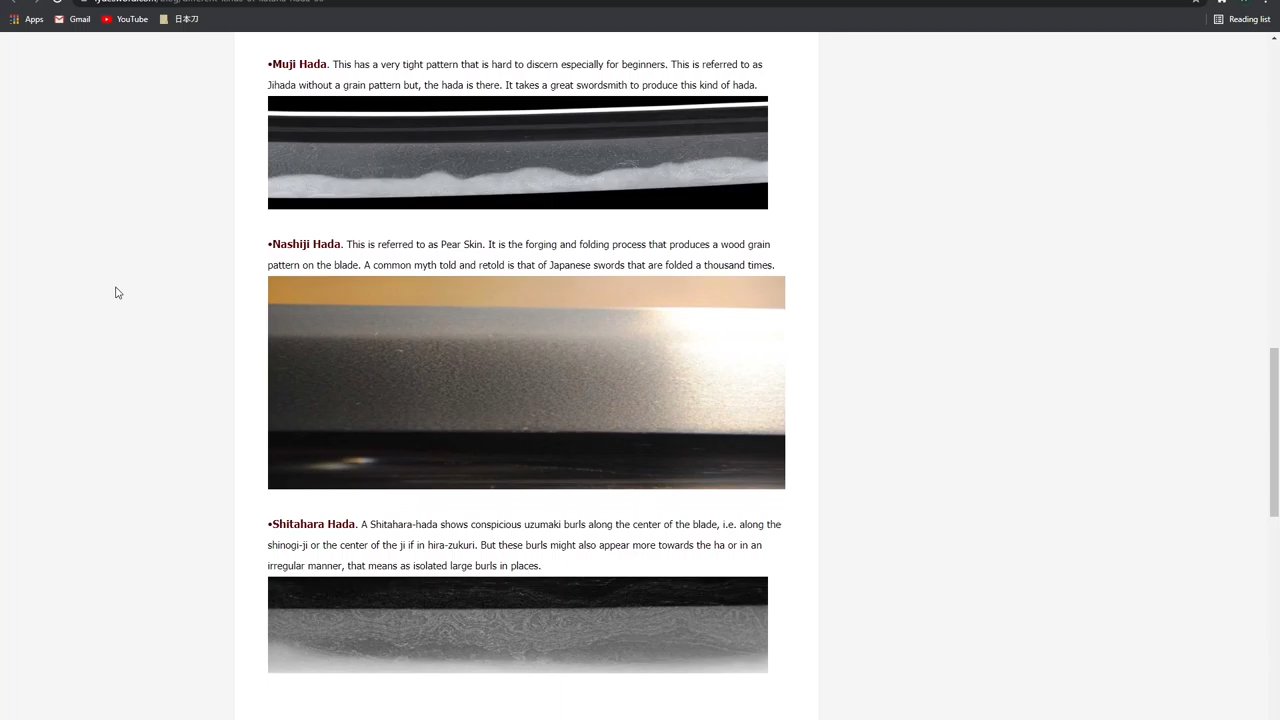 Apps Gmail YouTube 日本刀 Reading list
•Muji Hada. This has a very tight pattern that is hard to discern especially for beginners. This is referred to as
Jihada without a grain pattern but, the hada is there. It takes a great swordsmith to produce this kind of hada.
•Nashiji Hada. This is referred to as Pear Skin. It is the forging and folding process that produces a wood grain
pattern on the blade. A common myth told and retold is that of Japanese swords that are folded a thousand times.
•Shitahara Hada. A Shitahara-hada shows conspicious uzumaki burls along the center of the blade, i.e. along the
shinogi-ji or the center of the ji if in hira-zukuri. But these burls might also appear more towards the ha or in an
irregular manner, that means as isolated large burls in places.